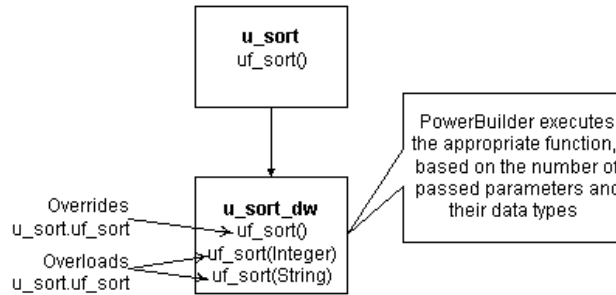 u_sort
uf_sort()
PowerBuilder executes
the appropriate function,
based on the number of
passed parameters and
their data types
u_sort_dw
Overrides
u_sort.uf_sort
uf_sort()
Overloads
u_sort.uf_sort
uf_sort(Integer)
uf_sort(String)